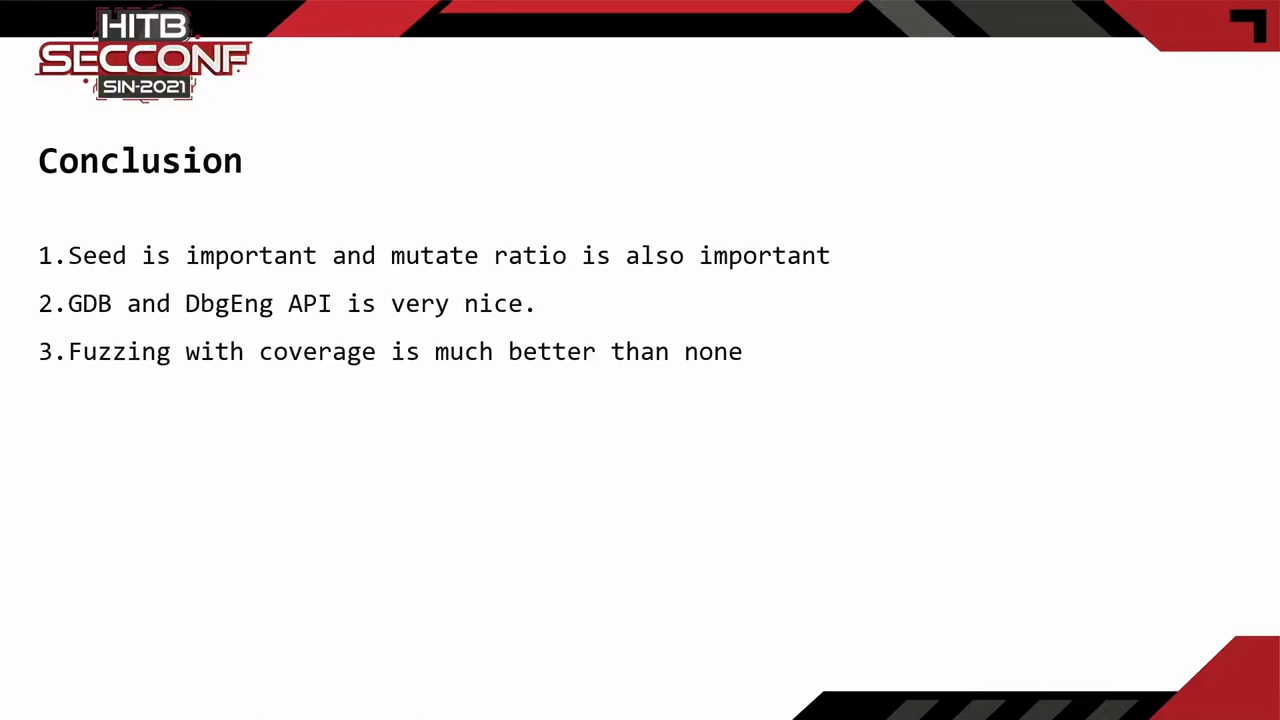 HITB
SECCONF
SIN-2021
Conclusion
1.Seed is important and mutate ratio is also important
2.GDB and DbgEng API is very nice.
3.Fuzzing with coverage is much better than none